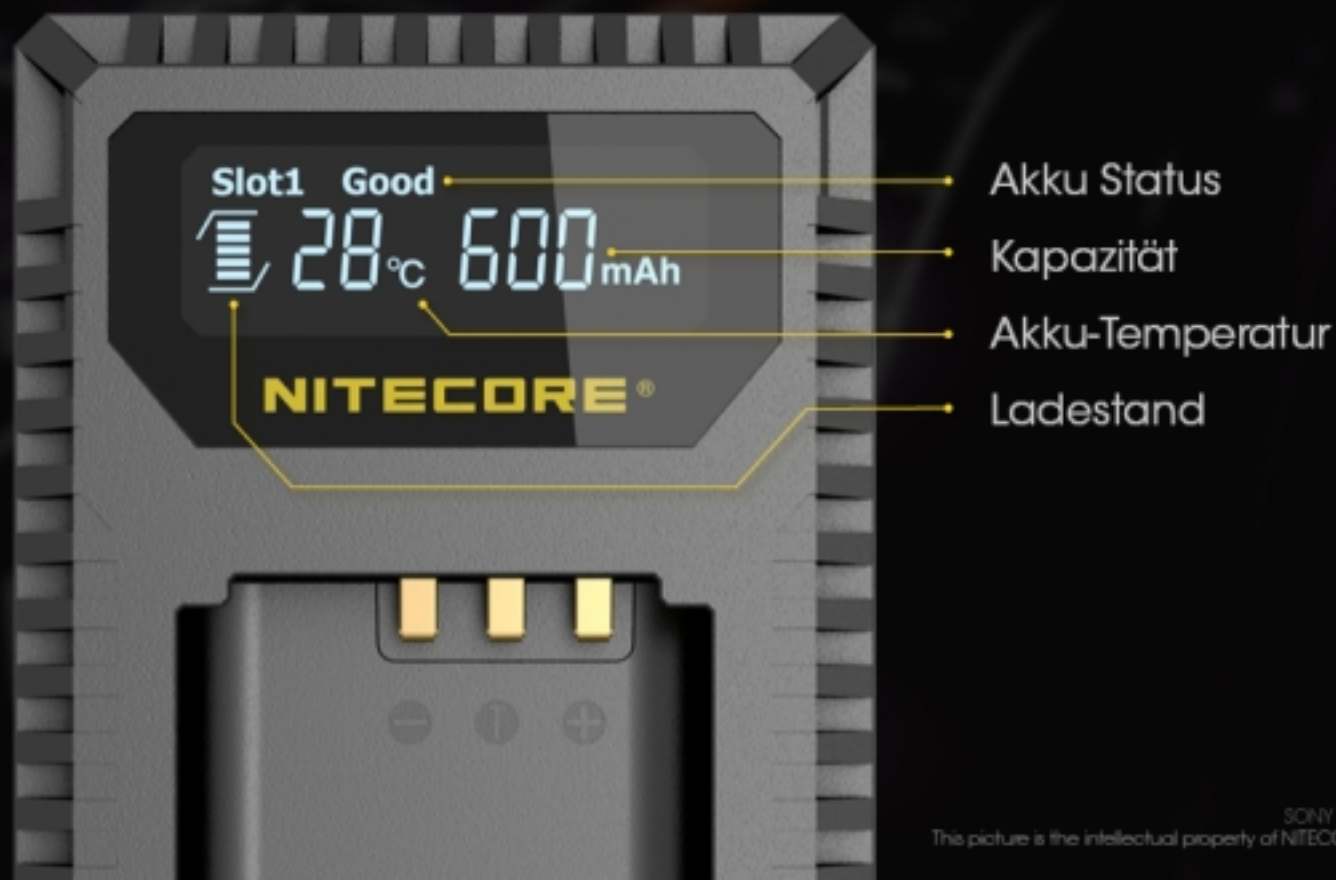 Slot1 Good
28°C 600mAh
NITECORE®
Akku Status
Kapazität
Akku-Temperatur
Ladestand
− T +
SONY
This picture is the intellectual property of